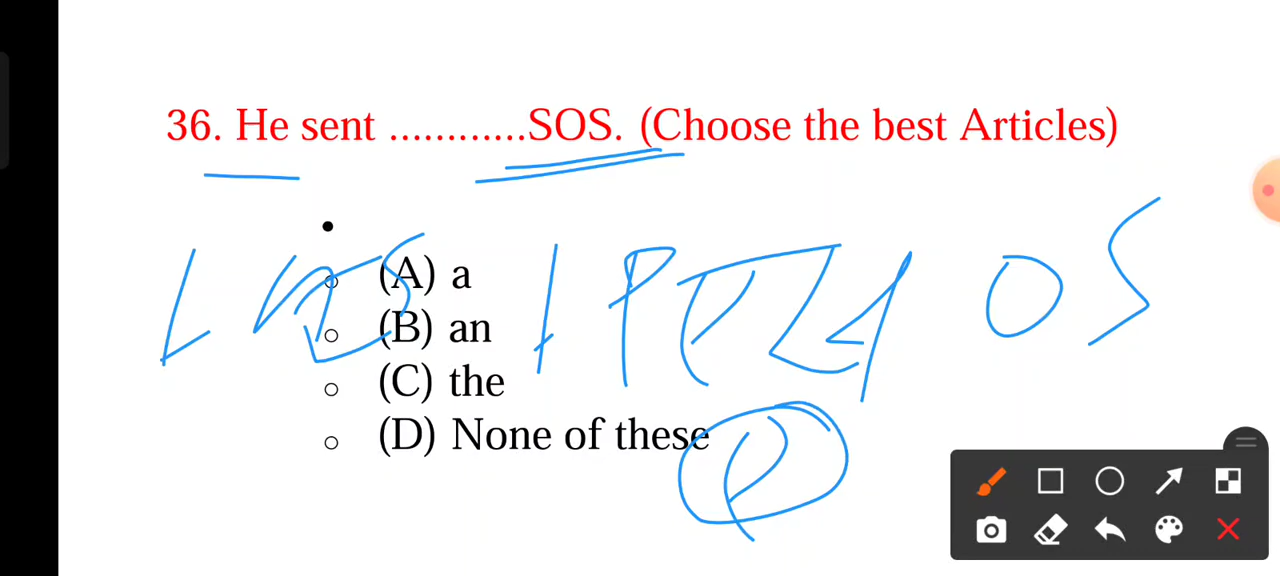 36. He sent ............SOS. (Choose the best Articles)
(A) a
(B) an
(C) the
(D) None of these